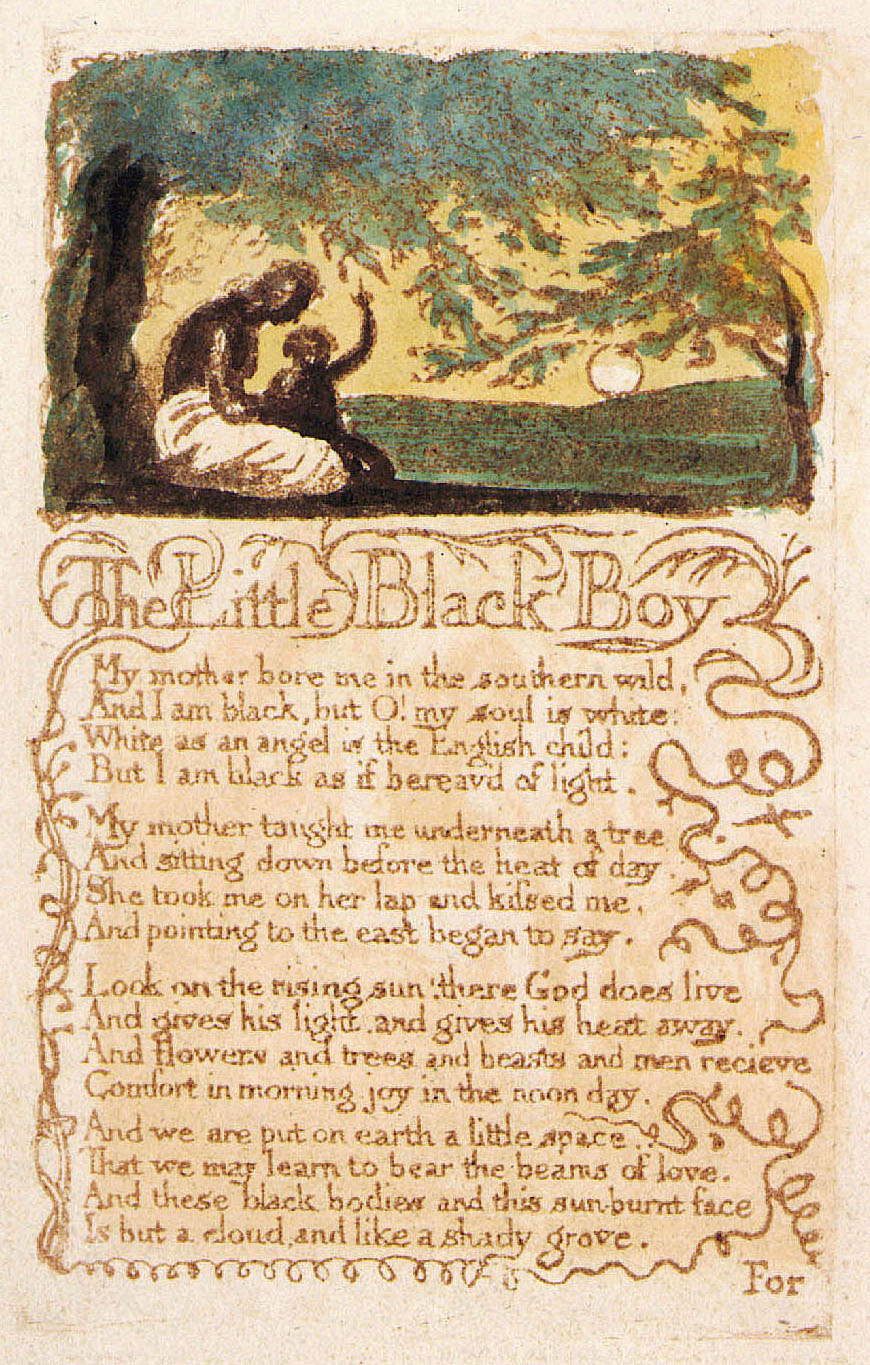 The Little Black Boy
My mother bore me in the southern wild,
And I am black, but O! my soul is white:
White as an angel is the English child:
But I am black as if bereav'd of light.
My mother taught me underneath a tree
And sitting down before the heat of day.
She took me on her lap and kifsed me,
And pointing to the east began to say.
Look on the rising sun: there God does live
And gives his light, and gives his heat away.
And flowers and trees and beasts and men recieve
Comfort in morning joy in the noon day.
And we are put on earth a little space.
That we may learn to bear the beams of love.
And these black bodies and this sun-burnt face
Is but a cloud, and like a shady grove.
For